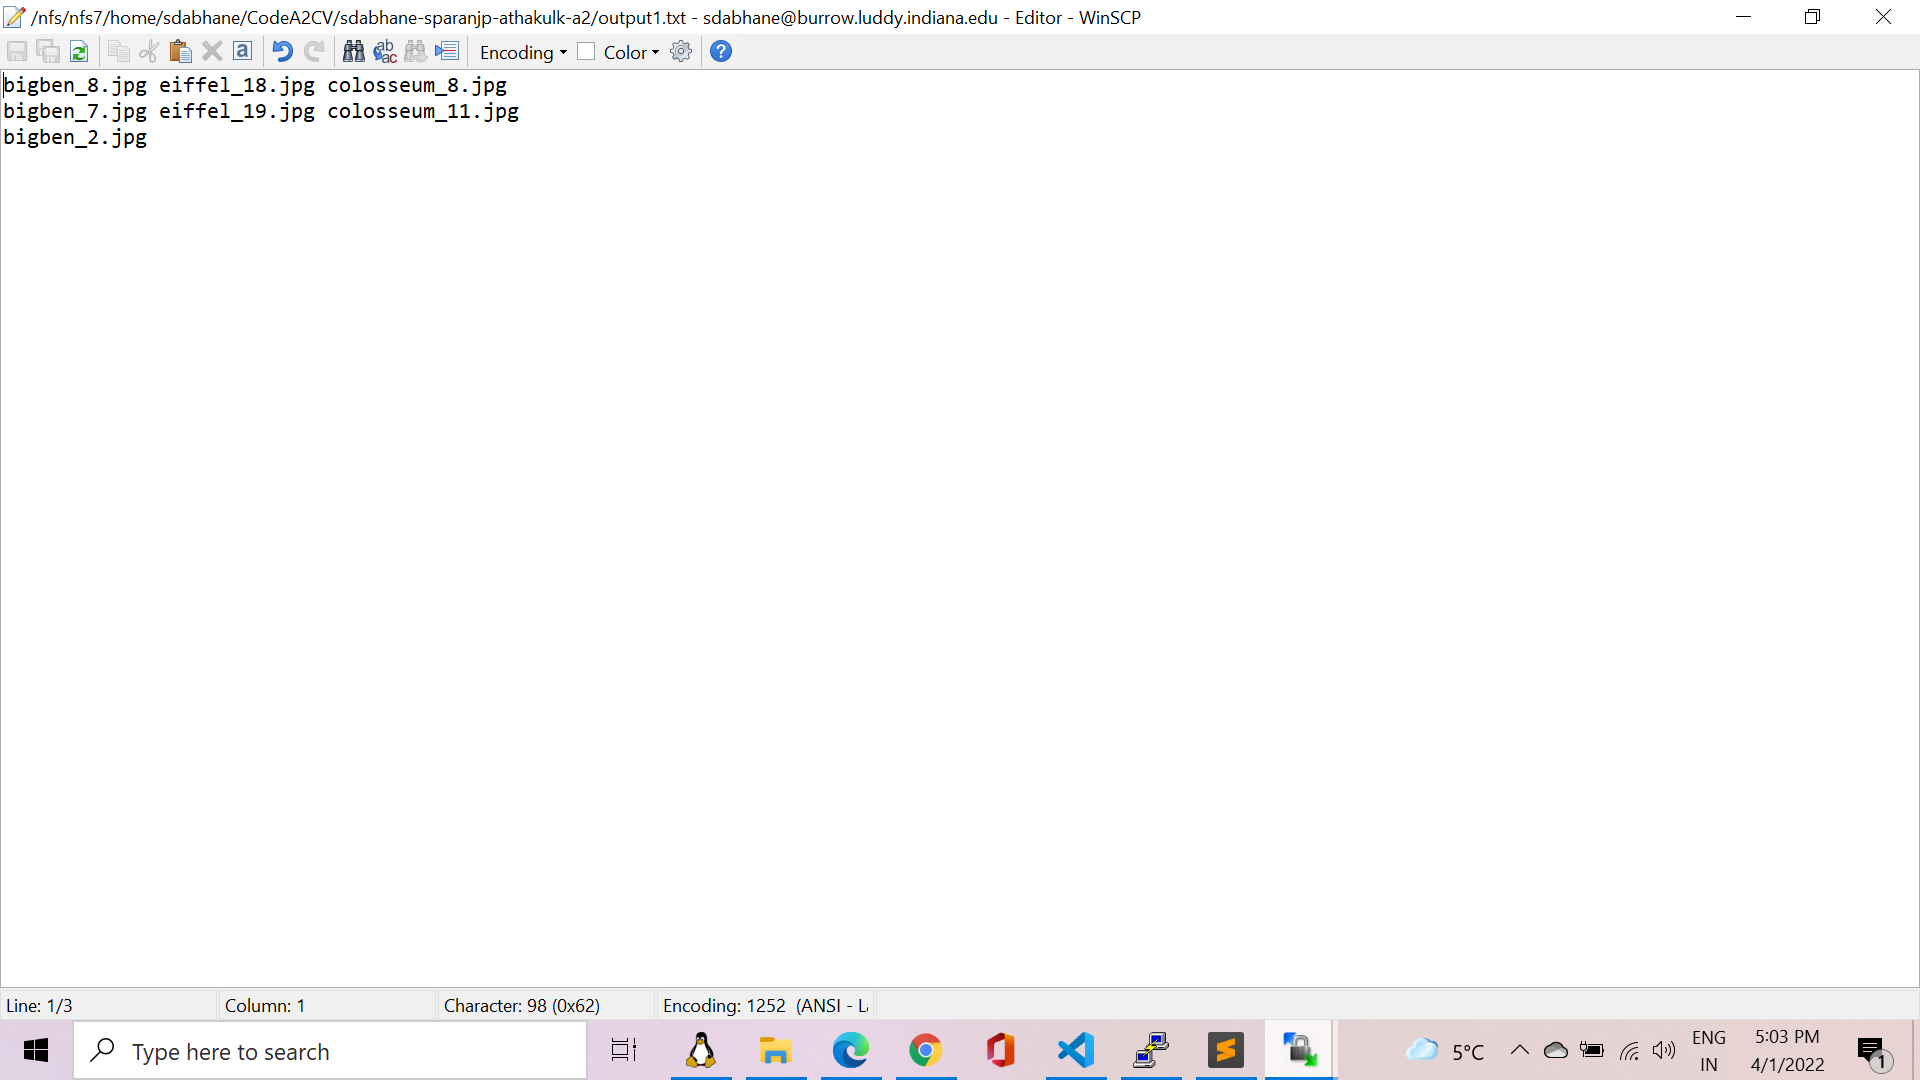 /nfs/nfs7/home/sdabhane/CodeA2CV/sdabhane-sparanjp-athakulk-a2/output1.txt - sdabhane@burrow.luddy.indiana.edu - Editor - WinSCP
Encoding Color
bigben_8.jpg eiffel_18.jpg colosseum_8.jpg
bigben_7.jpg eiffel_19.jpg colosseum_11.jpg
bigben_2.jpg
Line: 1/3 Column: 1 Character: 98 (0x62) Encoding: 1252 (ANSI - L
Type here to search 5°C ENG 5:03 PM
IN 4/1/2022 1